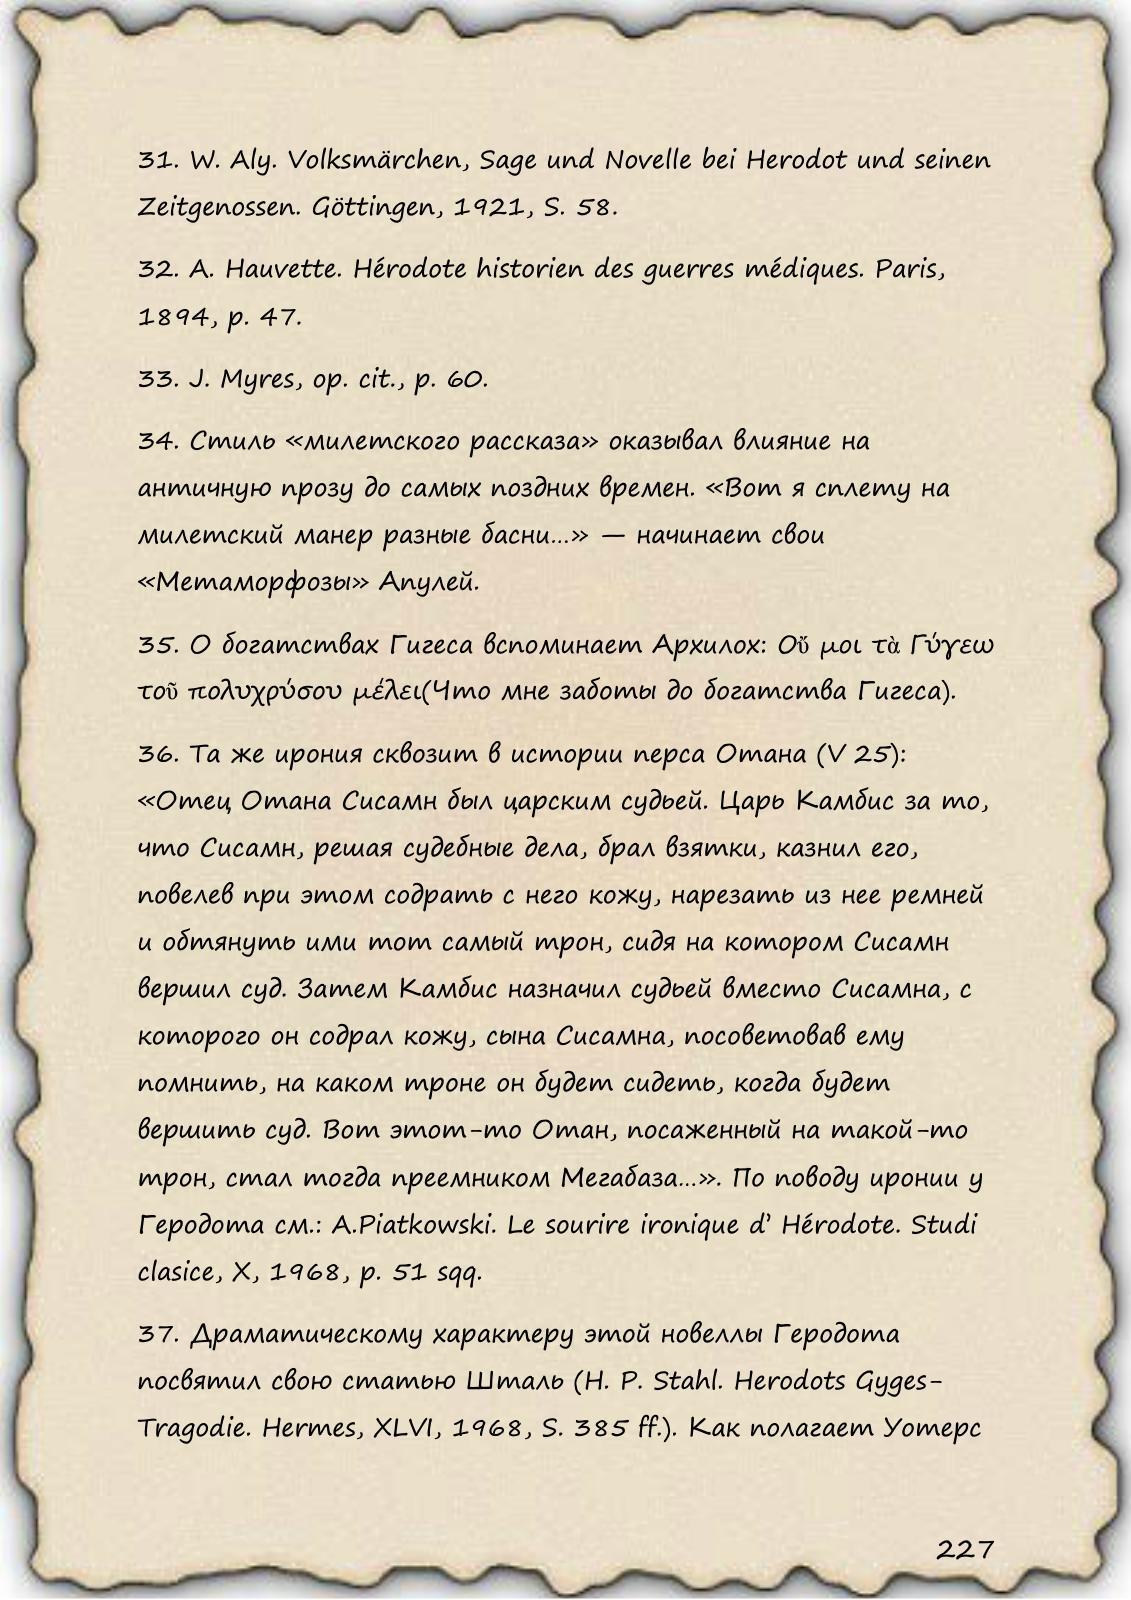 31. W. Aly. Volksmärchen, Sage und Novelle bei Herodot und seinen
Zeitgenossen. Göttingen, 1921, S. 58.
32. A. Hauvette. Hérodote historien des guerres médiques. Paris,
1894, p. 47.
33. J. Myres, op. cit., p. 60.
34. Стиль «милетского рассказа» оказывал влияние на
античную прозу до самых поздних времен. «Вот я сплету на
милетский манер разные басни...» — начинает свои
«Метаморфозы» Апулей.
35. О богатствах Гигеса вспоминает Архилох: Οὔ μοι τὰ Γύγεω
τοῦ πολυχρύσου μέλει(Что мне заботы до богатства Гигеса).
36. Та же ирония сквозит в истории перса Отана (V 25):
«Отец Отана Сисамн был царским судьей. Царь Камбис за то,
что Сисамн, решая судебные дела, брал взятки, казнил его,
повелев при этом содрать с него кожу, нарезать из нее ремней
и обтянуть ими тот самый трон, сидя на котором Сисамн
вершил суд. Затем Камбис назначил судьей вместо Сисамна, с
которого он содрал кожу, сына Сисамна, посоветовав ему
помнить, на каком троне он будет сидеть, когда будет
вершить суд. Вот этот-то Отан, посаженный на такой-то
трон, стал тогда преемником Мегабаза...». По поводу иронии у
Геродота см.: A.Piatkowski. Le sourire ironique d’ Hérodote. Studi
clasice, X, 1968, p. 51 sqq.
37. Драматическому характеру этой новеллы Геродота
посвятил свою статью Шталь (H. P. Stahl. Herodots Gyges-
Tragodie. Hermes, XLVI, 1968, S. 385 ff.). Как полагает Уотерс
227